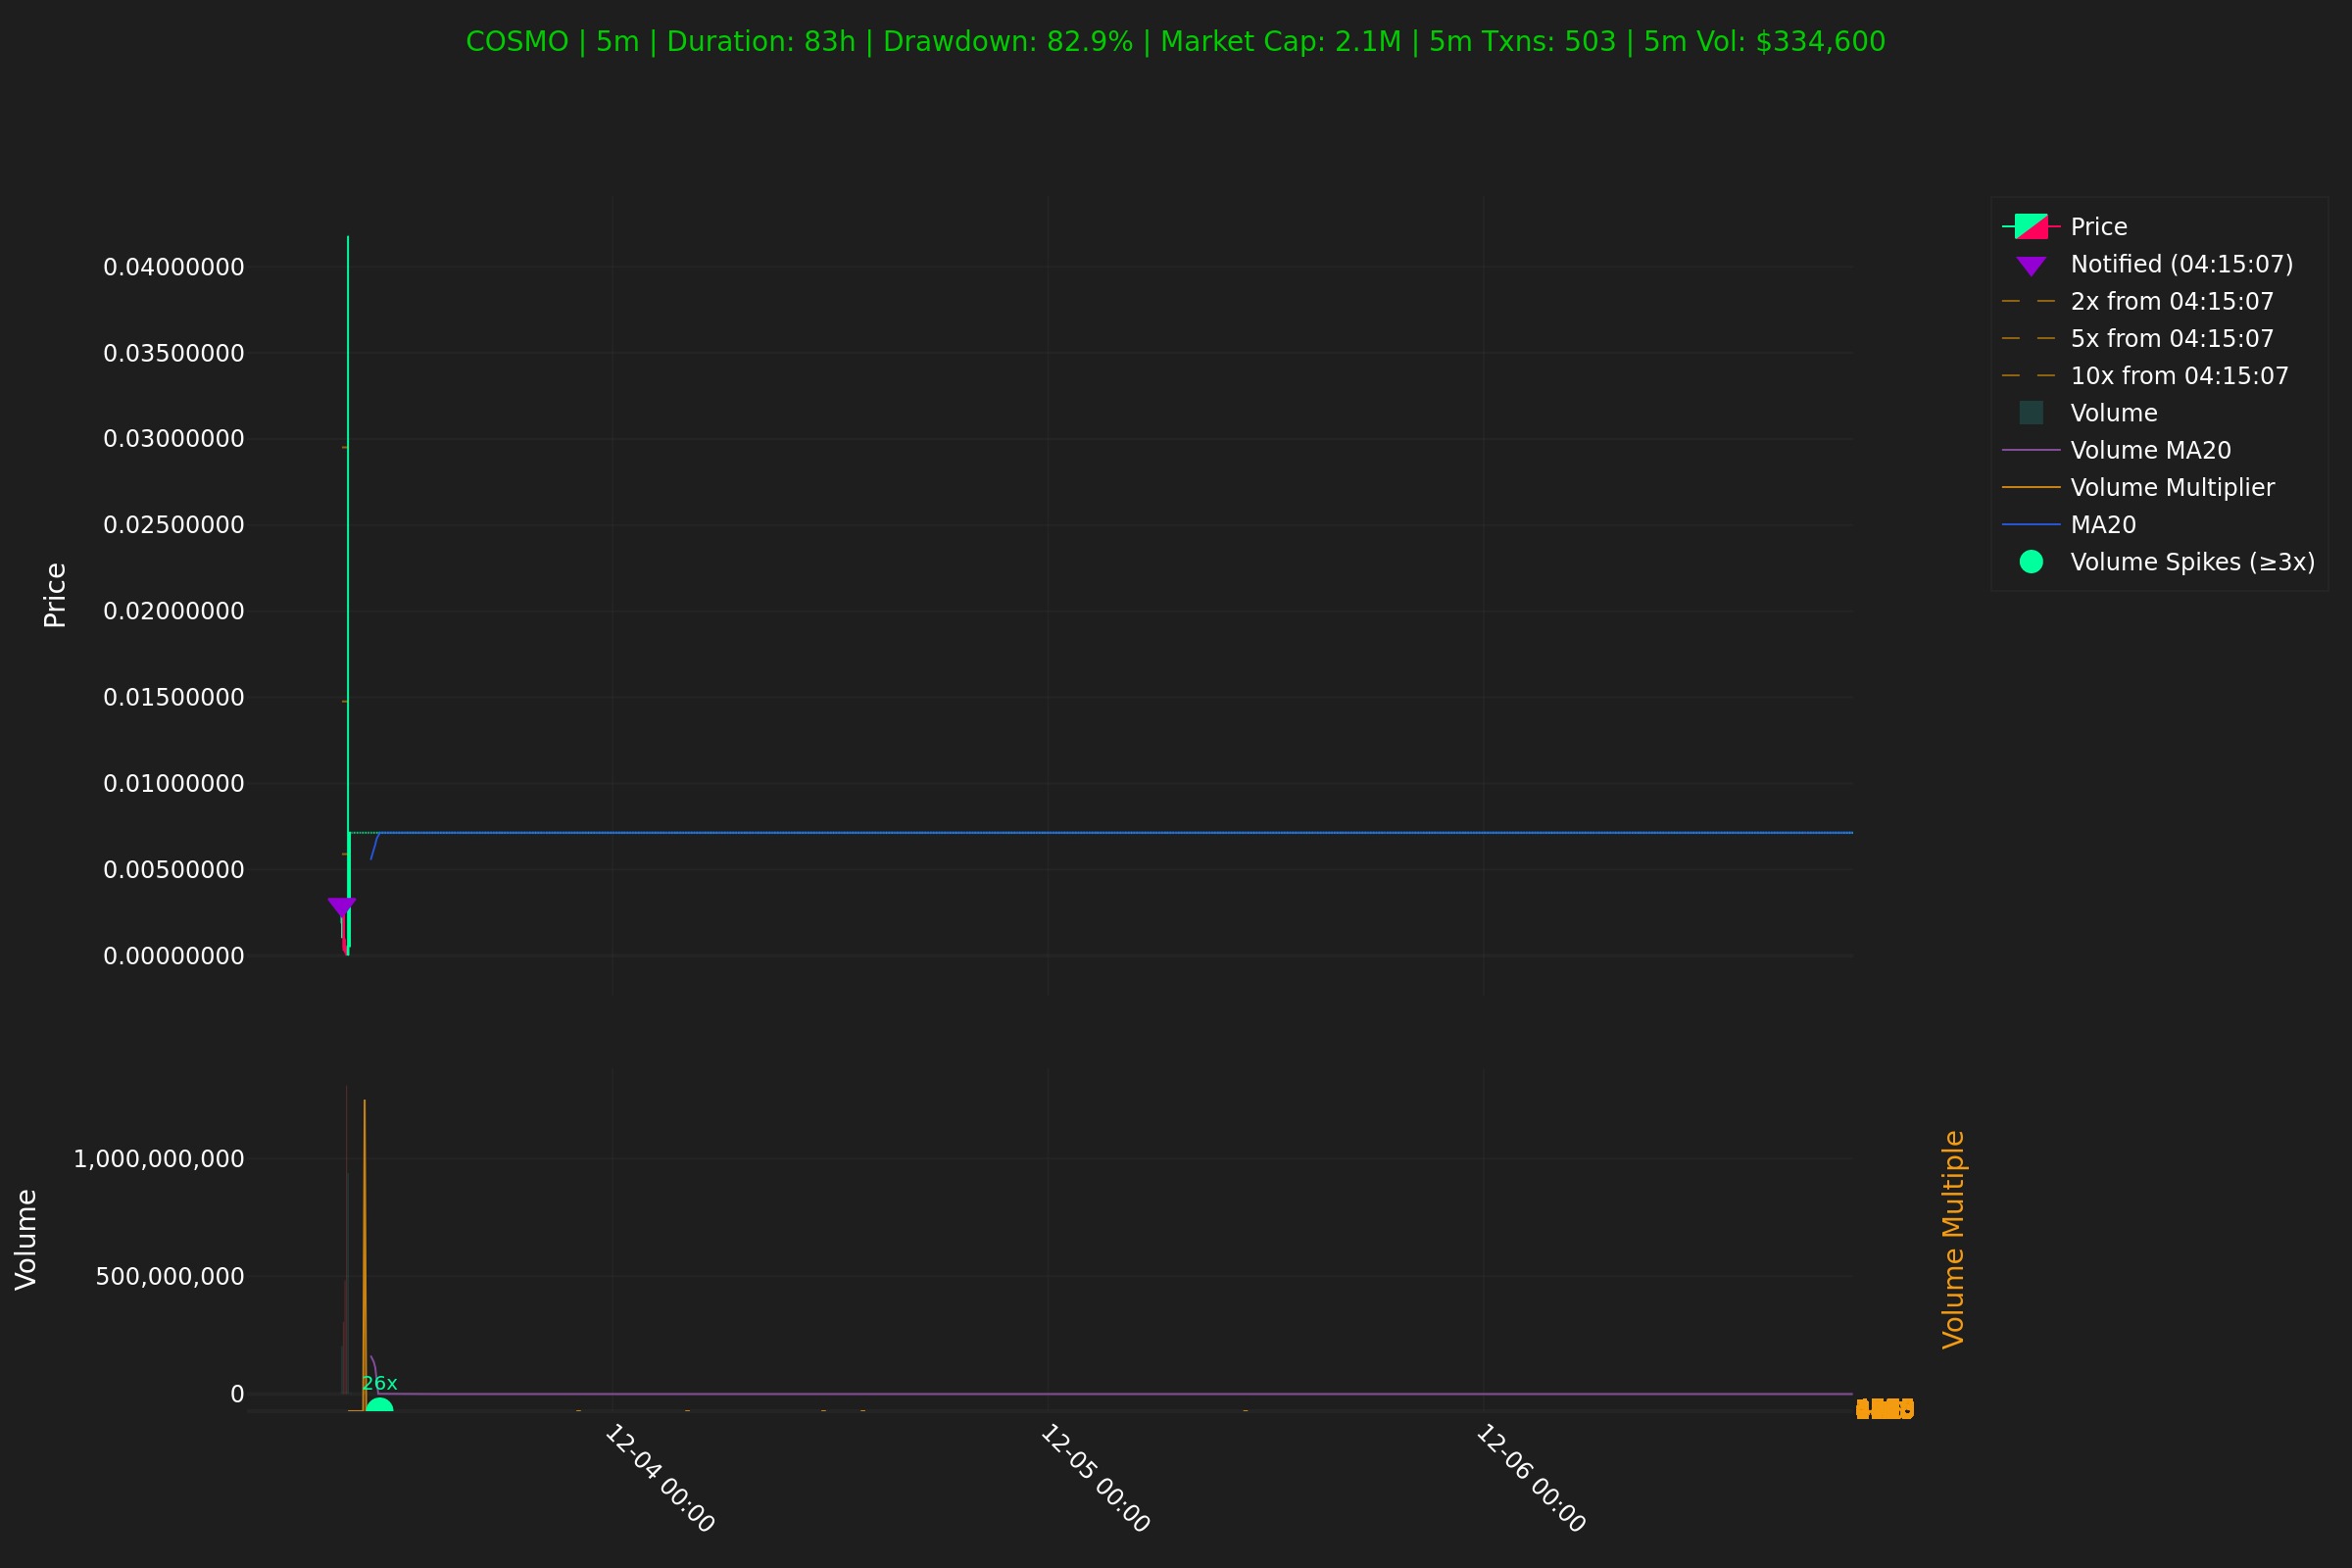 COSMO | 5m | Duration: 83h | Drawdown: 82.9% | Market Cap: 2.1M | 5m Txns: 503 | 5m Vol: $334,600
Price
0.04000000
0.03500000
0.03000000
0.02500000
0.02000000
0.01500000
0.01000000
0.00500000
0.00000000
Price
Notified (04:15:07)
2x from 04:15:07
5x from 04:15:07
10x from 04:15:07
Volume
Volume MA20
Volume Multiplier
MA20
Volume Spikes (≥3x)
Volume
1,000,000,000
500,000,000
0
26x
Volume Multiple
12-04 00:00
12-05 00:00
12-06 00:00